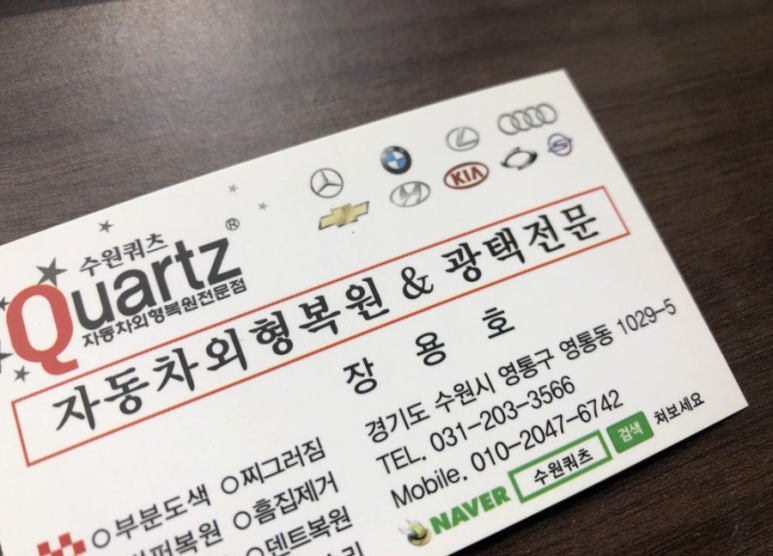 수원쿼츠
Quartz®
자동차외형복원전문점
KIA
자동차외형복원 & 광택전문
장 용 호
경기도 수원시 영통구 영통동 1029-5
TEL. 031-203-3566
Mobile. 010-2047-6742
NAVER 수원쿼츠 검색 쳐보세요
○부분도색 ○찌그러짐
○흠집제거
○덴트복원